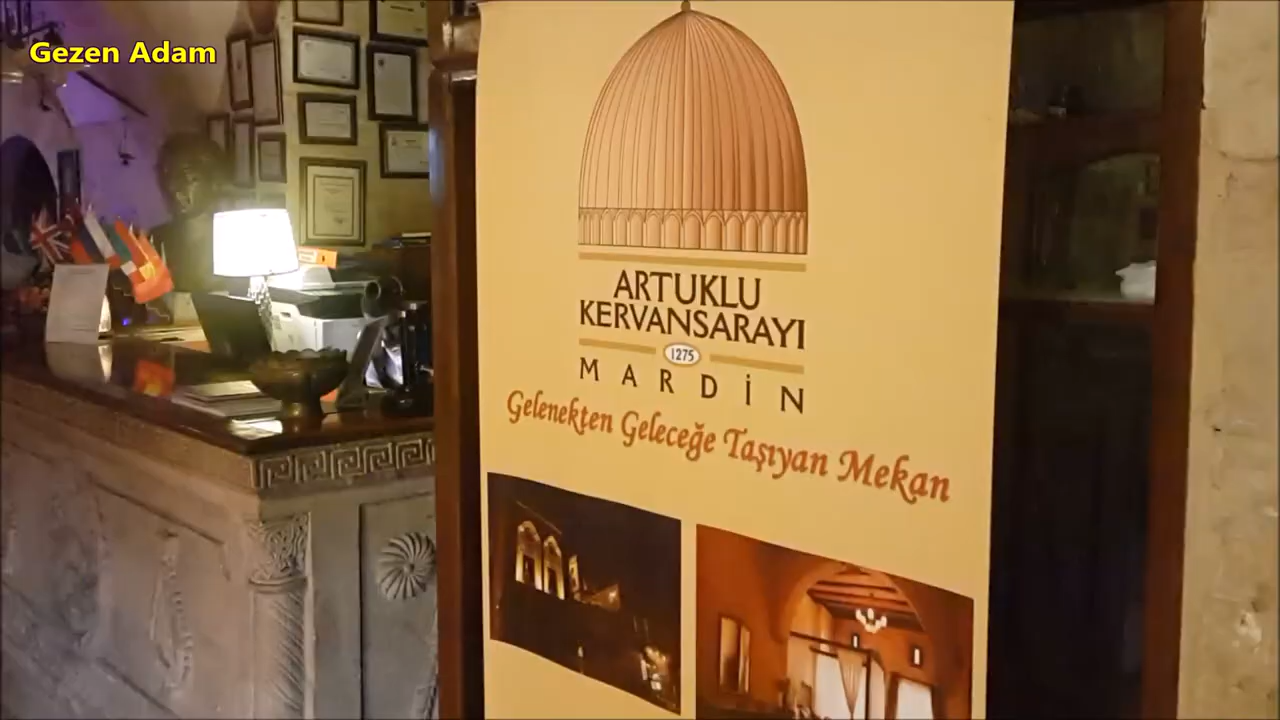 Gezen Adam
ARTUKLU
KERVANSARAYI
1275
MARDİN
Gelenekten Geleceğe Taşıyan Mekan